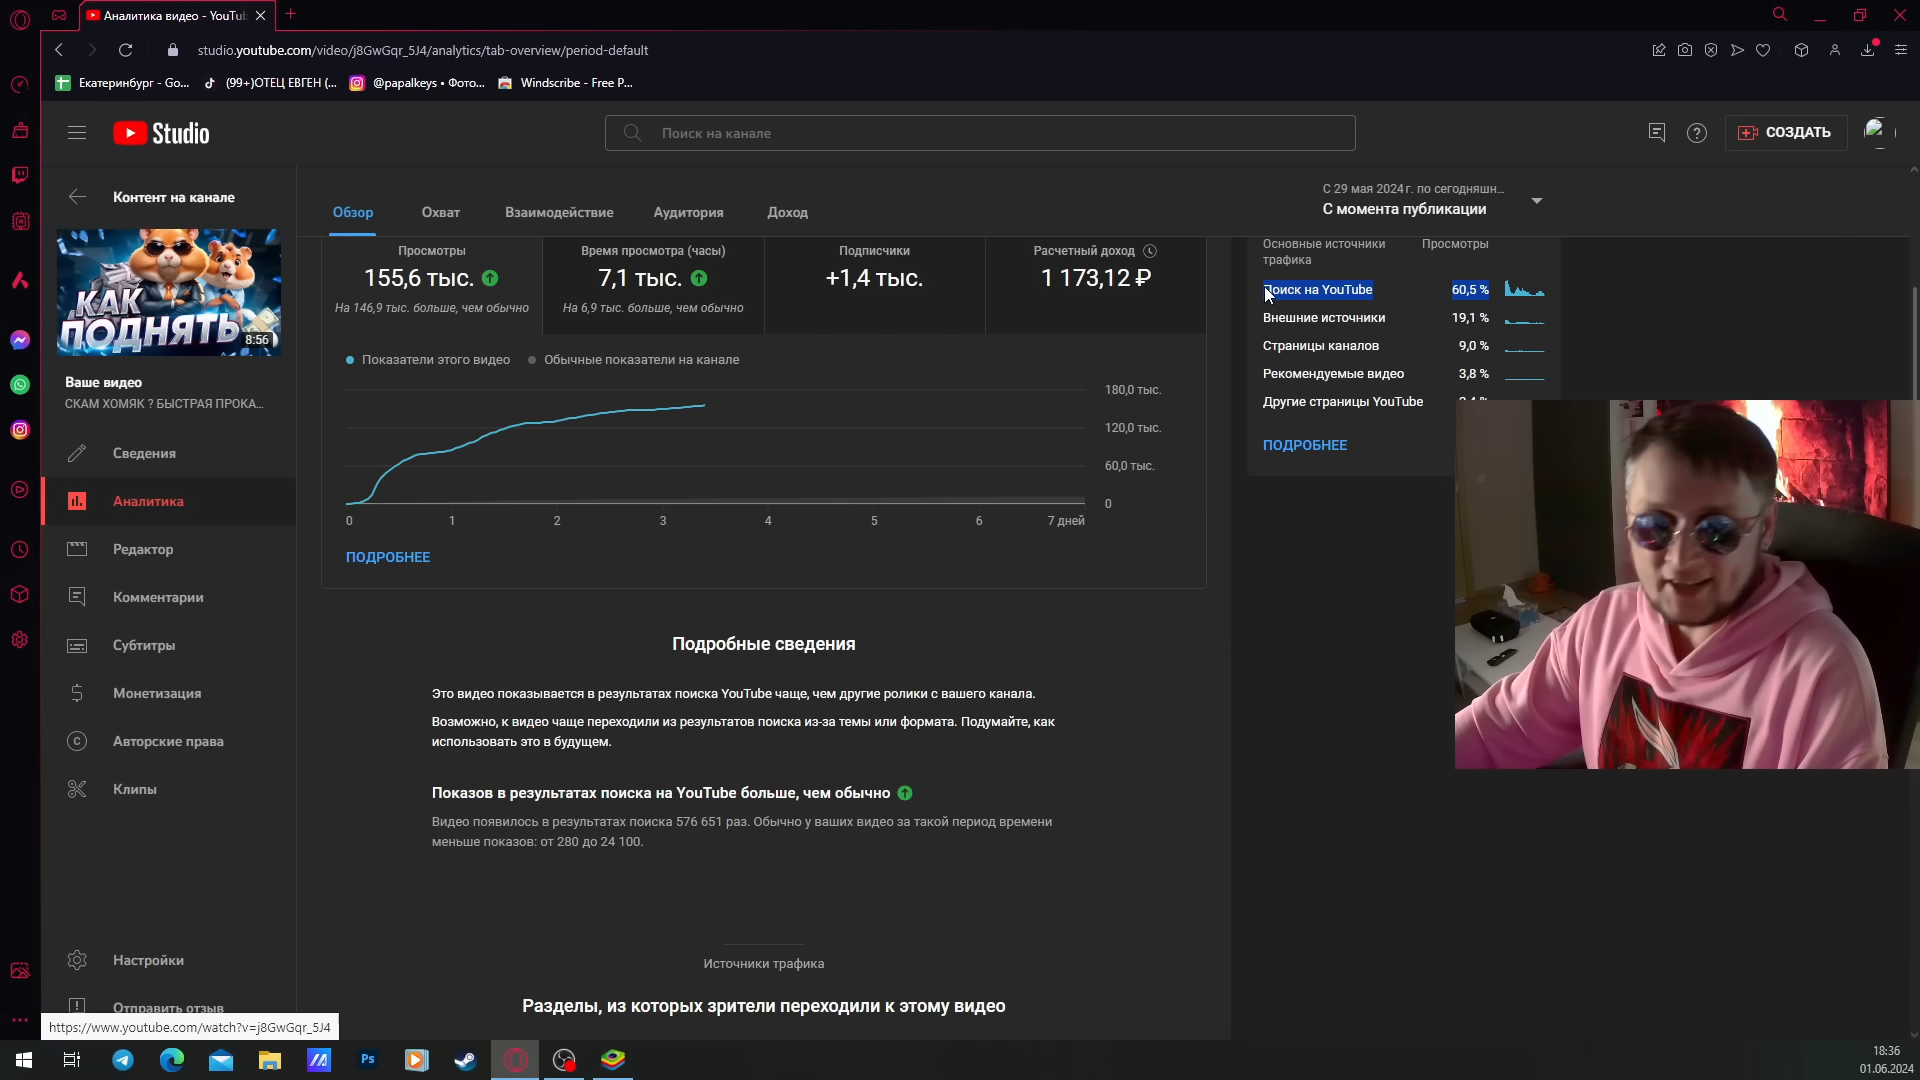 Аналитика видео - YouTub
studio.youtube.com/video/j8GwGqr_5J4/analytics/tab-overview/period-default
Екатеринбург - Go...
(99+)ОТЕЦ ЕВГЕН (...
@papalkeys • Фото...
Windscribe - Free P...
Studio
Поиск на канале
СОЗДАТЬ
Контент на канале
КАК
ПОДНЯТЬ
8:56
Ваше видео
СКАМ ХОМЯК ? БЫСТРАЯ ПРОКА...
Сведения
Аналитика
Редактор
Комментарии
Субтитры
Монетизация
Авторские права
Клипы
Настройки
Отправить отзыв
https://www.youtube.com/watch?v=j8GwGqr_5J4
Обзор
Охват
Взаимодействие
Аудитория
Доход
С 29 мая 2024 г. по сегодняшн...
С момента публикации
Просмотры
155,6 тыс.
На 146,9 тыс. больше, чем обычно
Время просмотра (часы)
7,1 тыс.
На 6,9 тыс. больше, чем обычно
Подписчики
+1,4 тыс.
Расчетный доход
1 173,12 ₽
Показатели этого видео
Обычные показатели на канале
180,0 тыс.
120,0 тыс.
60,0 тыс.
0
0 1 2 3 4 5 6 7 дней
ПОДРОБНЕЕ
Подробные сведения
Это видео показывается в результатах поиска YouTube чаще, чем другие ролики с вашего канала.
Возможно, к видео чаще переходили из результатов поиска из-за темы или формата. Подумайте, как
использовать это в будущем.
Показов в результатах поиска на YouTube больше, чем обычно
Видео появилось в результатах поиска 576 651 раз. Обычно у ваших видео за такой период времени
меньше показов: от 280 до 24 100.
Источники трафика
Разделы, из которых зрители переходили к этому видео
Основные источники
трафика
Просмотры
Поиск на YouTube 60,5 %
Внешние источники 19,1 %
Страницы каналов 9,0 %
Рекомендуемые видео 3,8 %
Другие страницы YouTube
ПОДРОБНЕЕ
Ps
18:36
01.06.2024